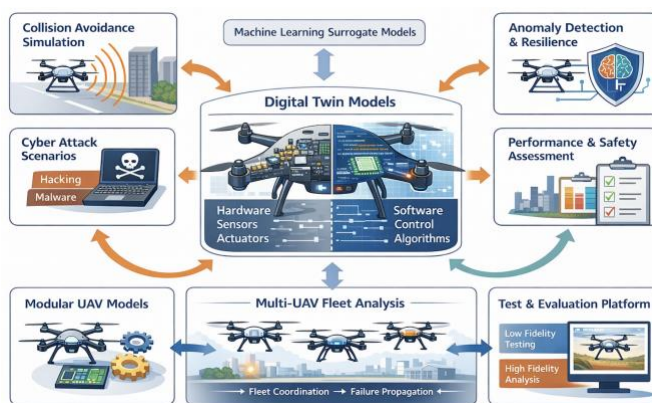 Collision Avoidance
Simulation
Machine Learning Surrogate Models
Anomaly Detection
& Resilience
Digital Twin Models
Cyber Attack
Scenarios
Hacking
Malware
Hardware
Sensors
Actuators
Software
Control
Algorithms
Performance & Safety
Assessment
Modular UAV Models
Multi-UAV Fleet Analysis
Fleet Coordination → Failure Propagation ←
Test & Evaluation Platform
Low Fidelity
Testing
High Fidelity
Analysis